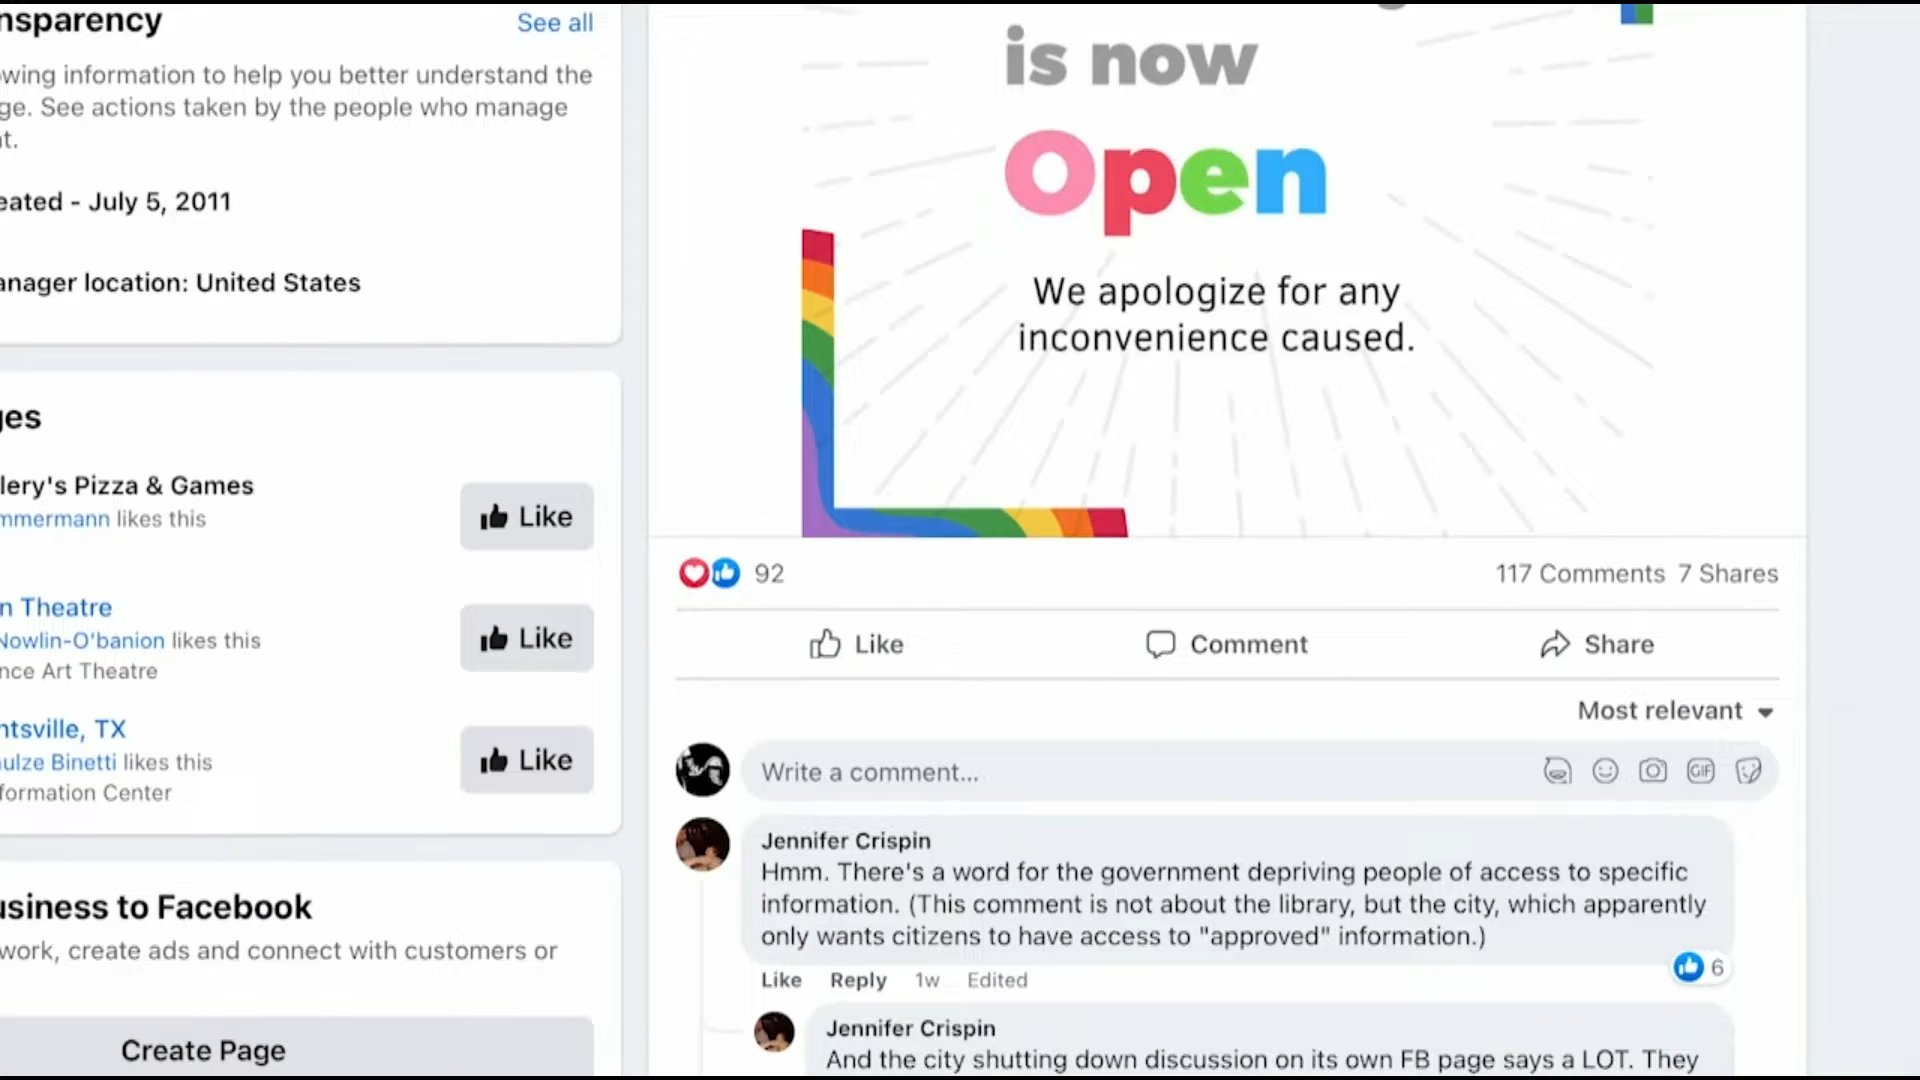 nsparency
See all
owing information to help you better understand the
ge. See actions taken by the people who manage
t.
eated - July 5, 2011
anager location: United States
ges
lery's Pizza & Games
mmermann likes this
Like
n Theatre
Nowlin-O'banion likes this
nce Art Theatre
Like
ntsville, TX
ulze Binetti likes this
formation Center
Like
usiness to Facebook
work, create ads and connect with customers or
Create Page
is now
Open
We apologize for any
inconvenience caused.
92
117 Comments 7 Shares
Like Comment Share
Most relevant
Write a comment...
GIF
Jennifer Crispin
Hmm. There's a word for the government depriving people of access to specific
information. (This comment is not about the library, but the city, which apparently
only wants citizens to have access to "approved" information.)
6
Like Reply 1w Edited
Jennifer Crispin
And the city shutting down discussion on its own FB page says a LOT. They